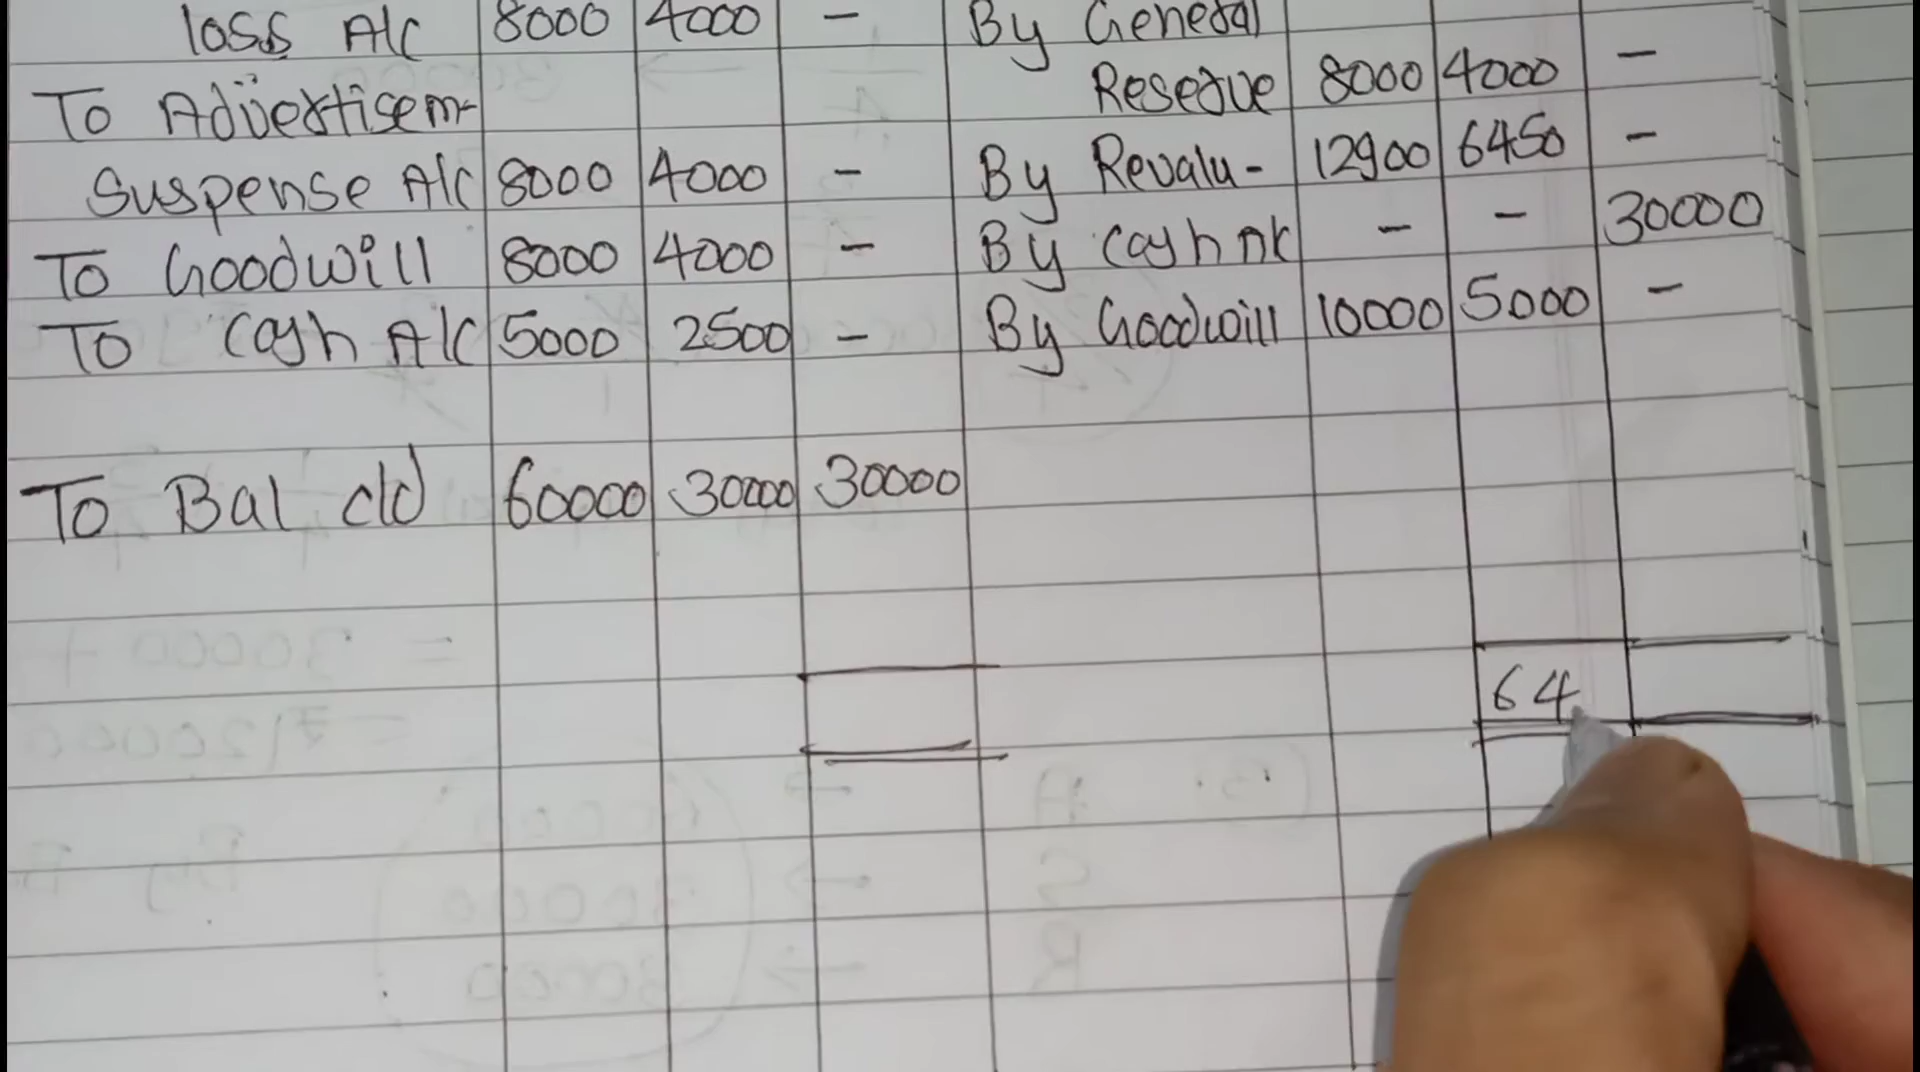 loss A/c 8000 4000 - By General
Reserve 8000 4000 -
To Advertisem-
Suspense A/c 8000 4000 - By Revalu- 12900 6450 -
To Goodwill 8000 4000 - By Cash A/c - - 30000
To Cash A/c 5000 2500 - By Goodwill 10000 5000 -
To Bal c/d 60000 30000 30000
64